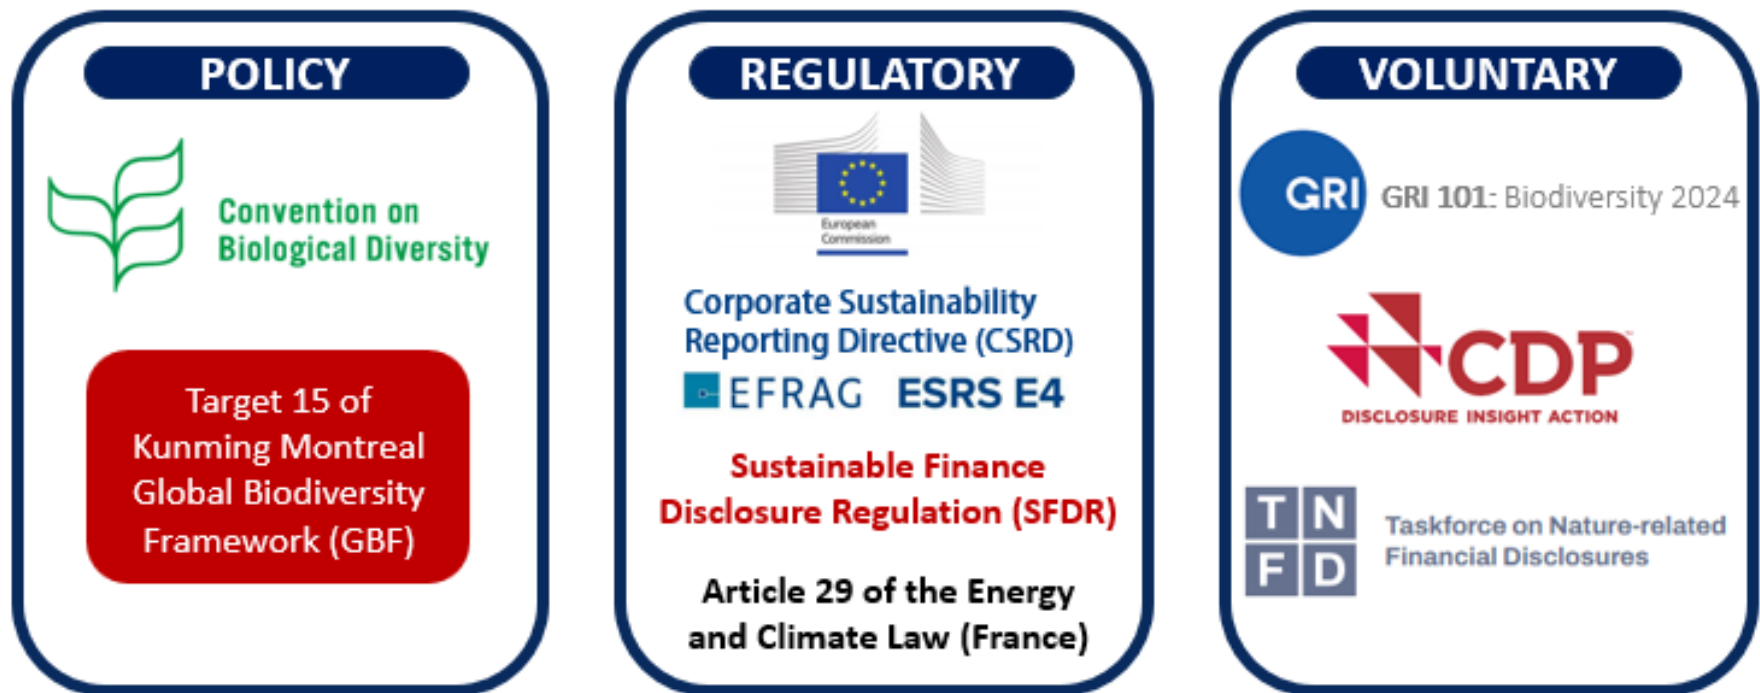 POLICY
Convention on
Biological Diversity
Target 15 of
Kunming Montreal
Global Biodiversity
Framework (GBF)
REGULATORY
European
Commission
Corporate Sustainability
Reporting Directive (CSRD)
EFRAG ESRS E4
Sustainable Finance
Disclosure Regulation (SFDR)
Article 29 of the Energy
and Climate Law (France)
VOLUNTARY
GRI GRI 101: Biodiversity 2024
CDP
DISCLOSURE INSIGHT ACTION
TN
FD
Taskforce on Nature-related
Financial Disclosures